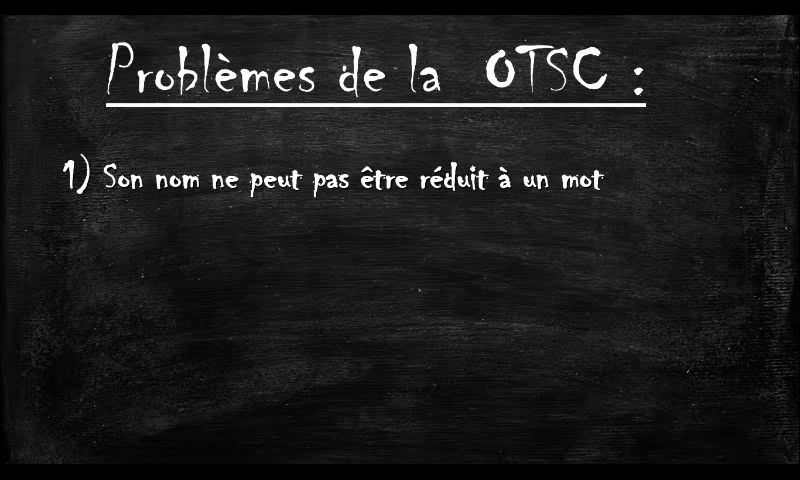 Problèmes de la OTSC :
1) Son nom ne peut pas être réduit à un mot